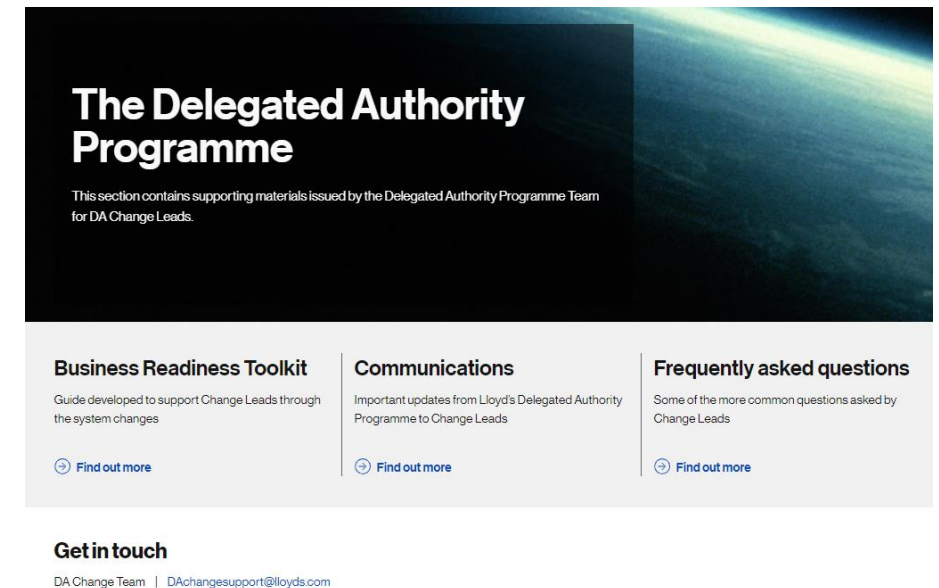 The Delegated Authority
Programme
This section contains supporting materials issued by the Delegated Authority Programme Team
for DA Change Leads.
Business Readiness Toolkit
Guide developed to support Change Leads through
the system changes
Find out more
Communications
Important updates from Lloyd's Delegated Authority
Programme to Change Leads
Find out more
Frequently asked questions
Some of the more common questions asked by
Change Leads
Find out more
Get in touch
DA Change Team | DAchangesupport@lloyds.com